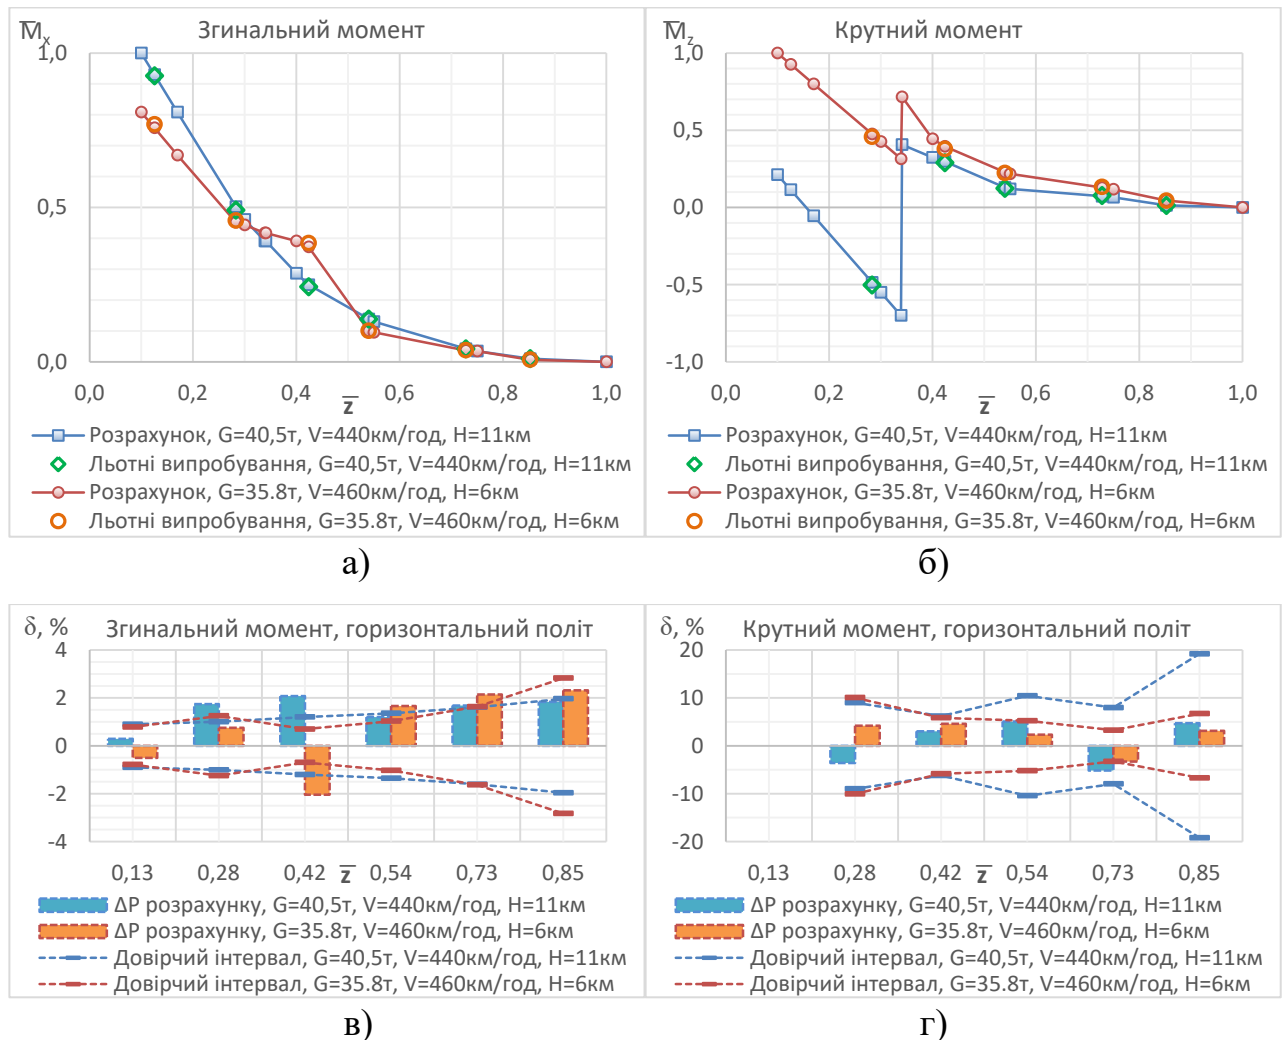 M̅x Згинальний момент
1,0
0,5
0,0
0,0 0,2 0,4 0,6 0,8 1,0
z̅
Розрахунок, G=40,5т, V=440км/год, H=11км
Льотні випробування, G=40,5т, V=440км/год, H=11км
Розрахунок, G=35.8т, V=460км/год, H=6км
Льотні випробування, G=35.8т, V=460км/год, H=6км
а)
M̅z Крутний момент
1,0
0,5
0,0
-0,5
-1,0
0,0 0,2 0,4 0,6 0,8 1,0
z̅
Розрахунок, G=40,5т, V=440км/год, H=11км
Льотні випробування, G=40,5т, V=440км/год, H=11км
Розрахунок, G=35.8т, V=460км/год, H=6км
Льотні випробування, G=35.8т, V=460км/год, H=6км
б)
δ, % Згинальний момент, горизонтальний політ
4
2
0
-2
-4
0,13 0,28 0,42 z̅ 0,54 0,73 0,85
ΔP розрахунку, G=40,5т, V=440км/год, H=11км
ΔP розрахунку, G=35.8т, V=460км/год, H=6км
Довірчий інтервал, G=40,5т, V=440км/год, H=11км
Довірчий інтервал, G=35.8т, V=460км/год, H=6км
в)
δ, % Крутний момент, горизонтальний політ
20
10
0
-10
-20
0,13 0,28 0,42 z̅ 0,54 0,73 0,85
ΔP розрахунку, G=40,5т, V=440км/год, H=11км
ΔP розрахунку, G=35.8т, V=460км/год, H=6км
Довірчий інтервал, G=40,5т, V=440км/год, H=11км
Довірчий інтервал, G=35.8т, V=460км/год, H=6км
г)